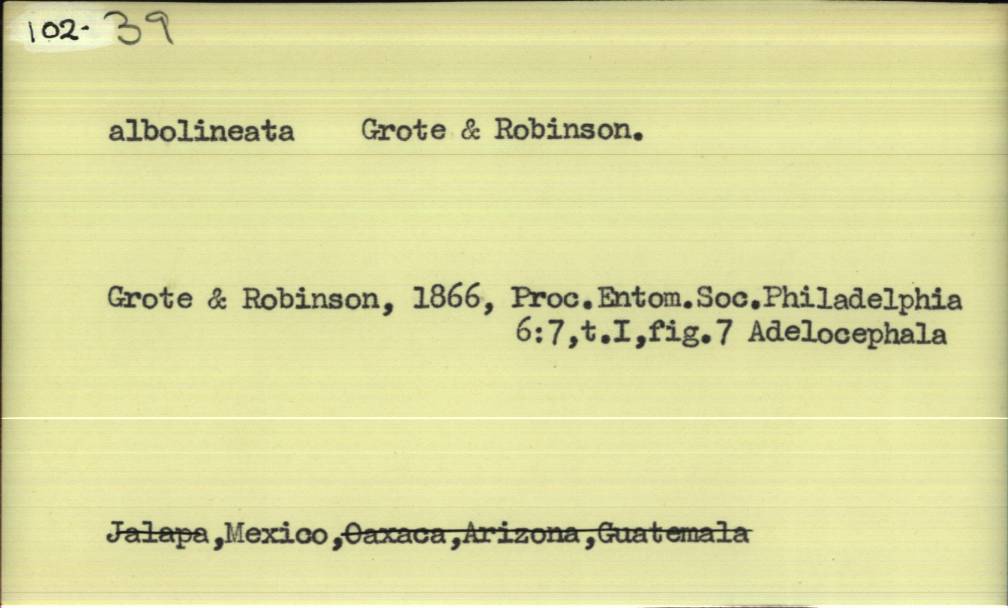 102-39
albolineata Grote & Robinson.
Grote & Robinson, 1866, Proc.Entom.Soc.Philadelphia
6:7,t.I,fig.7 Adelocephala
Jalapa,Mexico,Oaxaca,Arizona,Guatemala